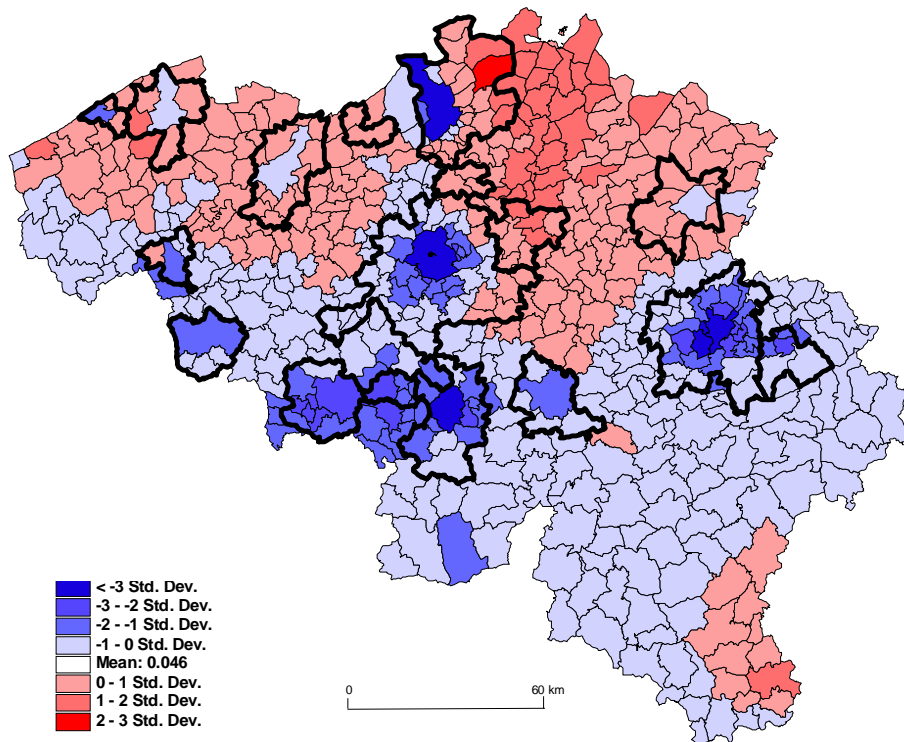 < -3 Std. Dev.
-3 - -2 Std. Dev.
-2 - -1 Std. Dev.
-1 - 0 Std. Dev.
Mean: 0.046
0 - 1 Std. Dev.
1 - 2 Std. Dev.
2 - 3 Std. Dev.
0 60 km